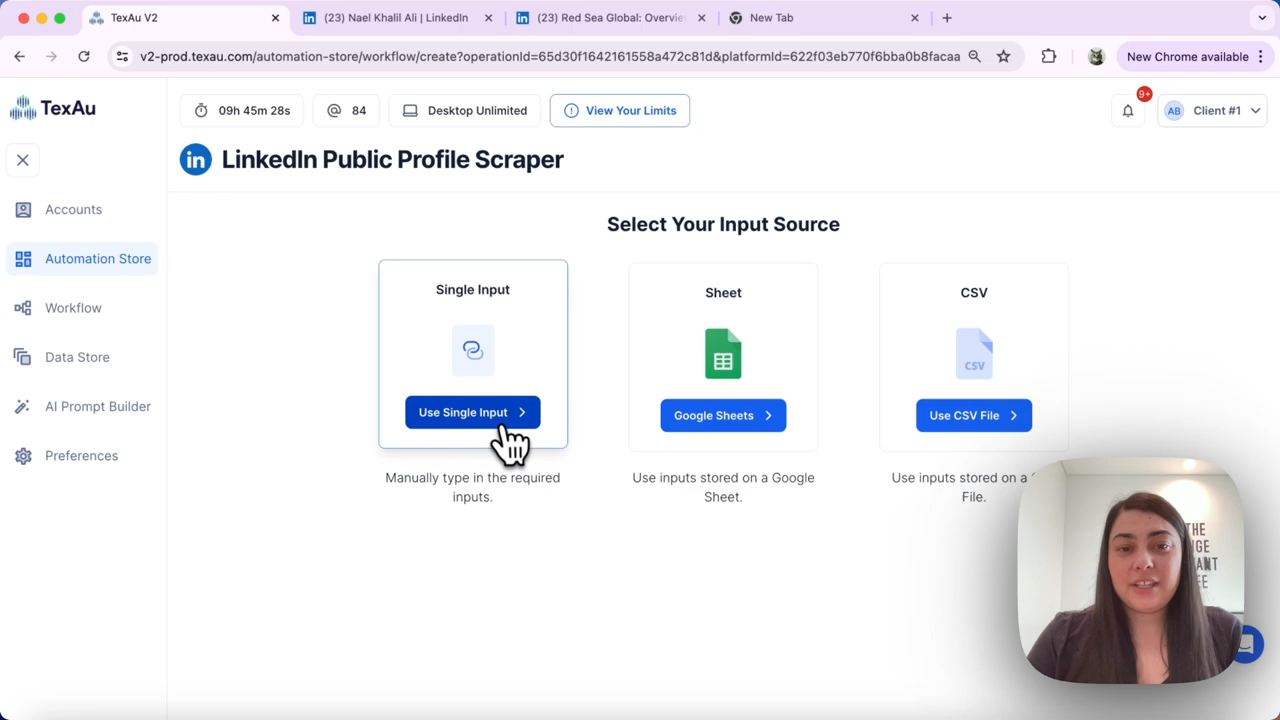 TexAu V2
(23) Nael Khalil Ali | LinkedIn
(23) Red Sea Global: Overvie
New Tab
v2-prod.texau.com/automation-store/workflow/create?operationId=65d30f1642161558a472c81d&platformId=622f03eb770f6bba0b8facaa
New Chrome available
TexAu
09h 45m 28s
84
Desktop Unlimited
View Your Limits
9+
AB
Client #1
in LinkedIn Public Profile Scraper
Accounts
Automation Store
Workflow
Data Store
AI Prompt Builder
Preferences
Select Your Input Source
Single Input
Sheet
CSV
CSV
Use Single Input
Google Sheets
Use CSV File
Manually type in the required
inputs.
Use inputs stored on a Google
Sheet.
Use inputs stored on a
File.
THE